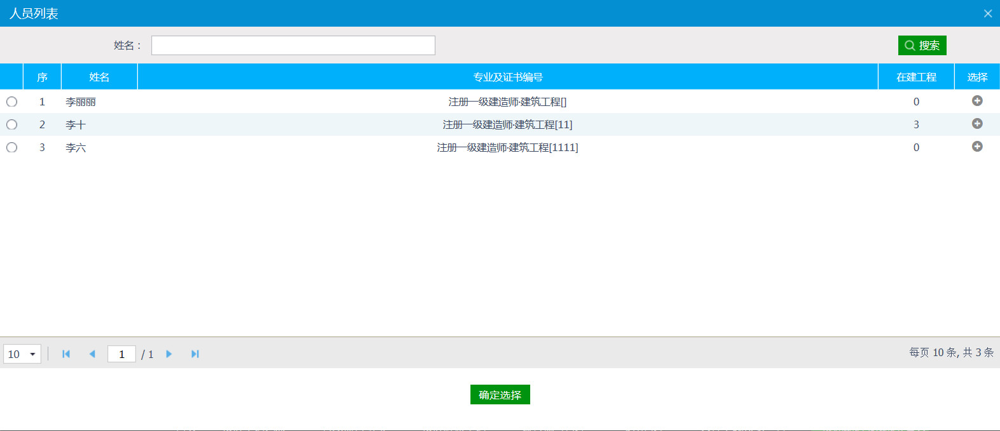 人员列表
姓名：
搜索
序 姓名 专业及证书编号 在建工程 选择
1 李丽丽 注册一级建造师·建筑工程[] 0
2 李十 注册一级建造师·建筑工程[11] 3
3 李六 注册一级建造师·建筑工程[1111] 0
10 1 / 1 每页 10 条, 共 3 条
确定选择